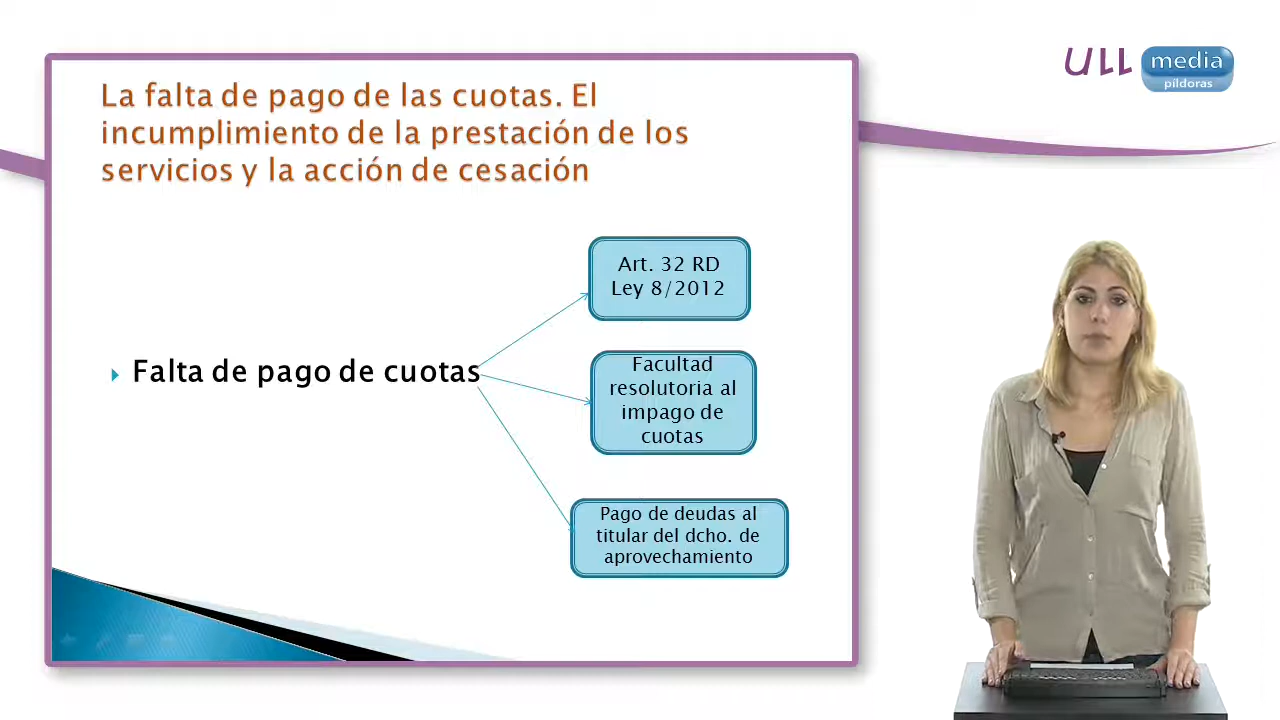 La falta de pago de las cuotas. El
incumplimiento de la prestación de los
servicios y la acción de cesación
Falta de pago de cuotas
Art. 32 RD
Ley 8/2012
Facultad
resolutoria al
impago de
cuotas
Pago de deudas al
titular del dcho. de
aprovechamiento
ULL
media
píldoras